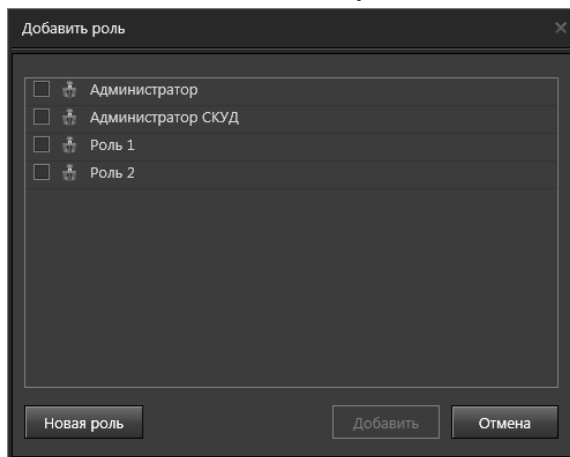 Добавить роль
Администратор
Администратор СКУД
Роль 1
Роль 2
Новая роль
Добавить
Отмена